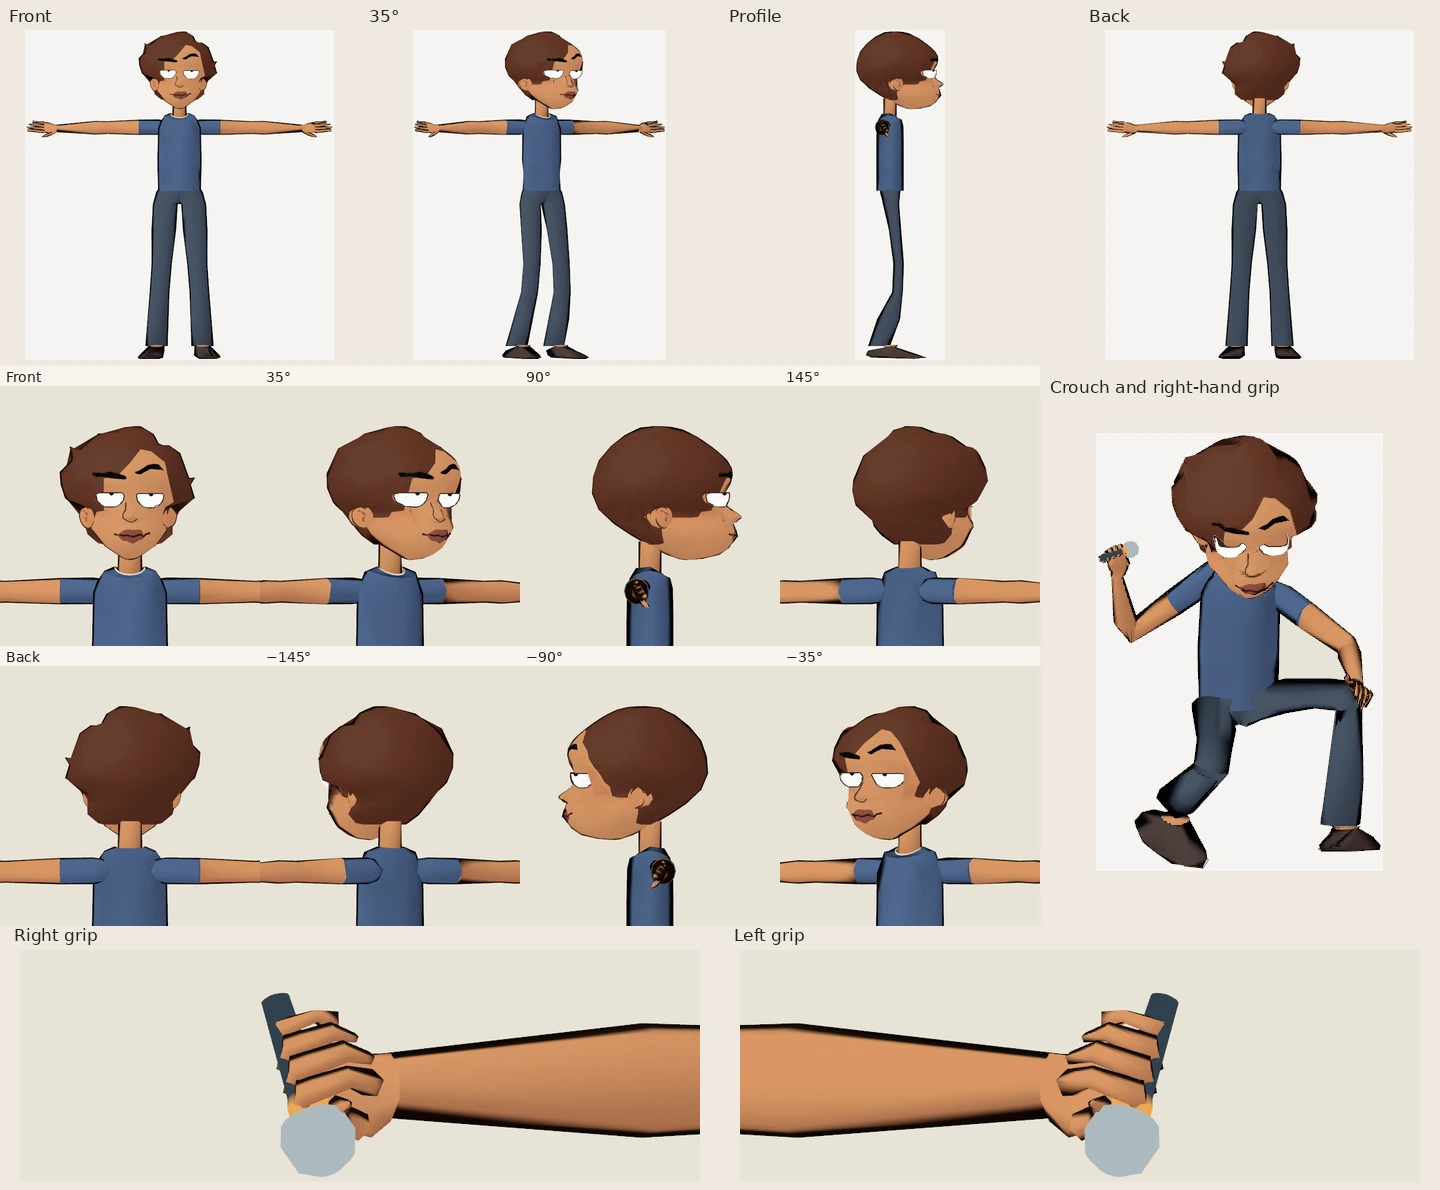 Front
35°
Profile
Back
Front
35°
90°
145°
Crouch and right-hand grip
Back
−145°
−90°
−35°
Right grip
Left grip